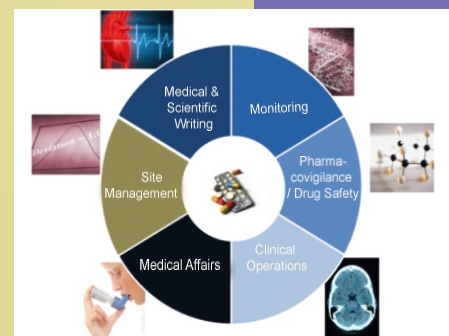 Medical &
Scientific
Writing
Monitoring
Pharma-
covigilance
/ Drug Safety
Clinical
Operations
Medical Affairs
Site
Management